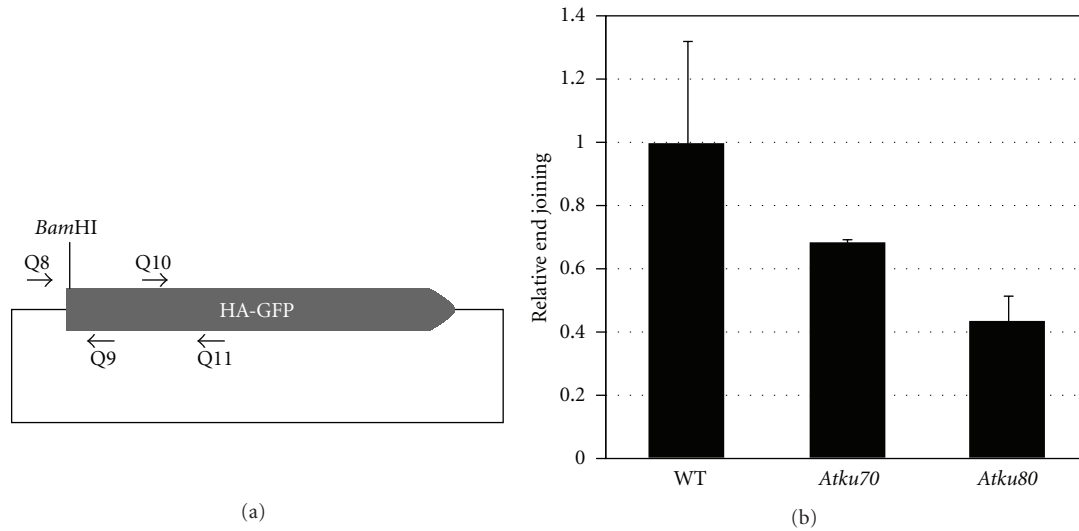 BamHI
Q8
Q10
HA-GFP
Q9
Q11
(a)
Relative end joining
1.4
1.2
1
0.8
0.6
0.4
0.2
0
WT
Atku70
Atku80
(b)